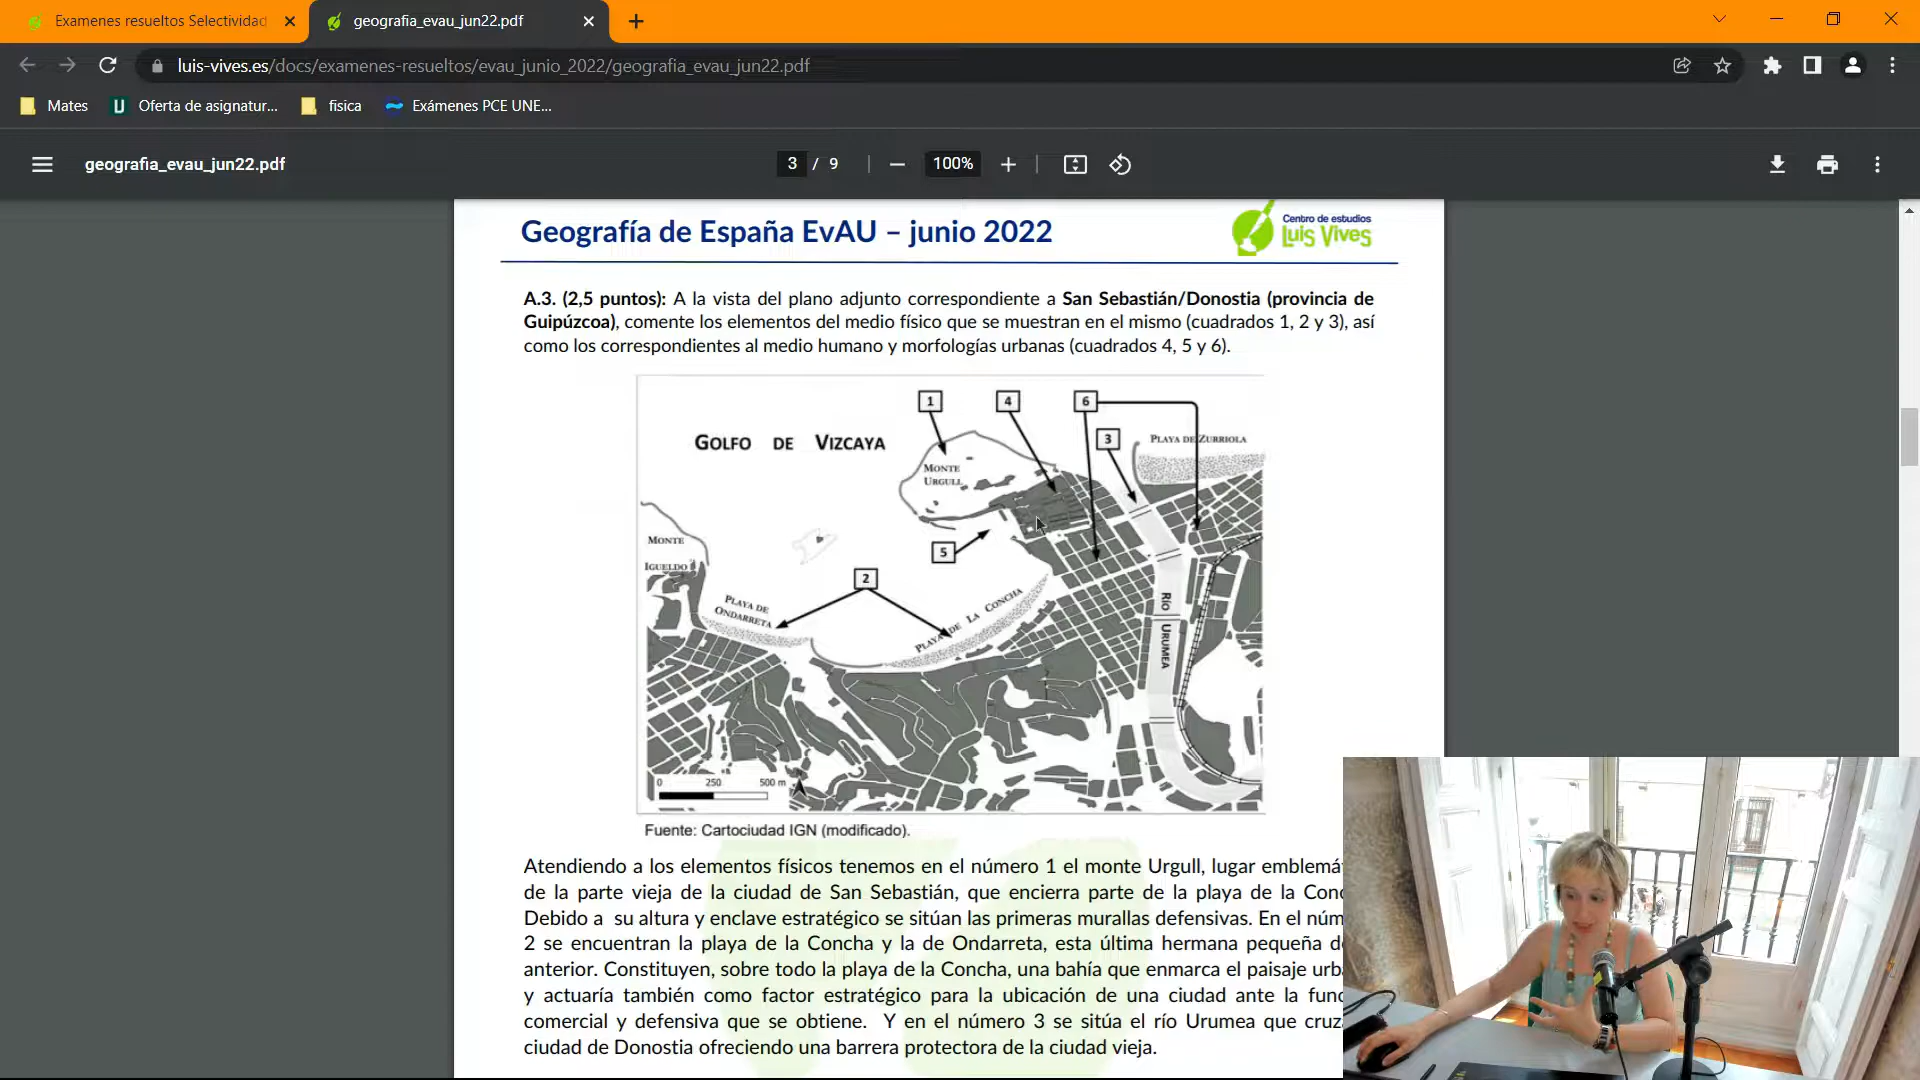 Examenes resueltos Selectividad
geografia_evau_jun22.pdf
luis-vives.es/docs/examenes-resueltos/evau_junio_2022/geografia_evau_jun22.pdf
Mates
Oferta de asignatur...
fisica
Exámenes PCE UNE...
geografia_evau_jun22.pdf
3 / 9
100%
Geografía de España EvAU – junio 2022
Centro de estudios
Luis Vives
A.3. (2,5 puntos): A la vista del plano adjunto correspondiente a San Sebastián/Donostia (provincia de
Guipúzcoa), comente los elementos del medio físico que se muestran en el mismo (cuadrados 1, 2 y 3), así
como los correspondientes al medio humano y morfologías urbanas (cuadrados 4, 5 y 6).
1
4
6
3
PLAYA DE ZURRIOLA
GOLFO DE VIZCAYA
MONTE
URGULL
MONTE
IGUELDO
5
2
PLAYA DE
ONDARRETA
PLAYA DE LA CONCHA
RÍO URUMEA
0 250 500 m
Fuente: Cartociudad IGN (modificado).
Atendiendo a los elementos físicos tenemos en el número 1 el monte Urgull, lugar emblemá
de la parte vieja de la ciudad de San Sebastián, que encierra parte de la playa de la Conc
Debido a su altura y enclave estratégico se sitúan las primeras murallas defensivas. En el núm
2 se encuentran la playa de la Concha y la de Ondarreta, esta última hermana pequeña d
anterior. Constituyen, sobre todo la playa de la Concha, una bahía que enmarca el paisaje urb
y actuaría también como factor estratégico para la ubicación de una ciudad ante la func
comercial y defensiva que se obtiene. Y en el número 3 se sitúa el río Urumea que cruz
ciudad de Donostia ofreciendo una barrera protectora de la ciudad vieja.